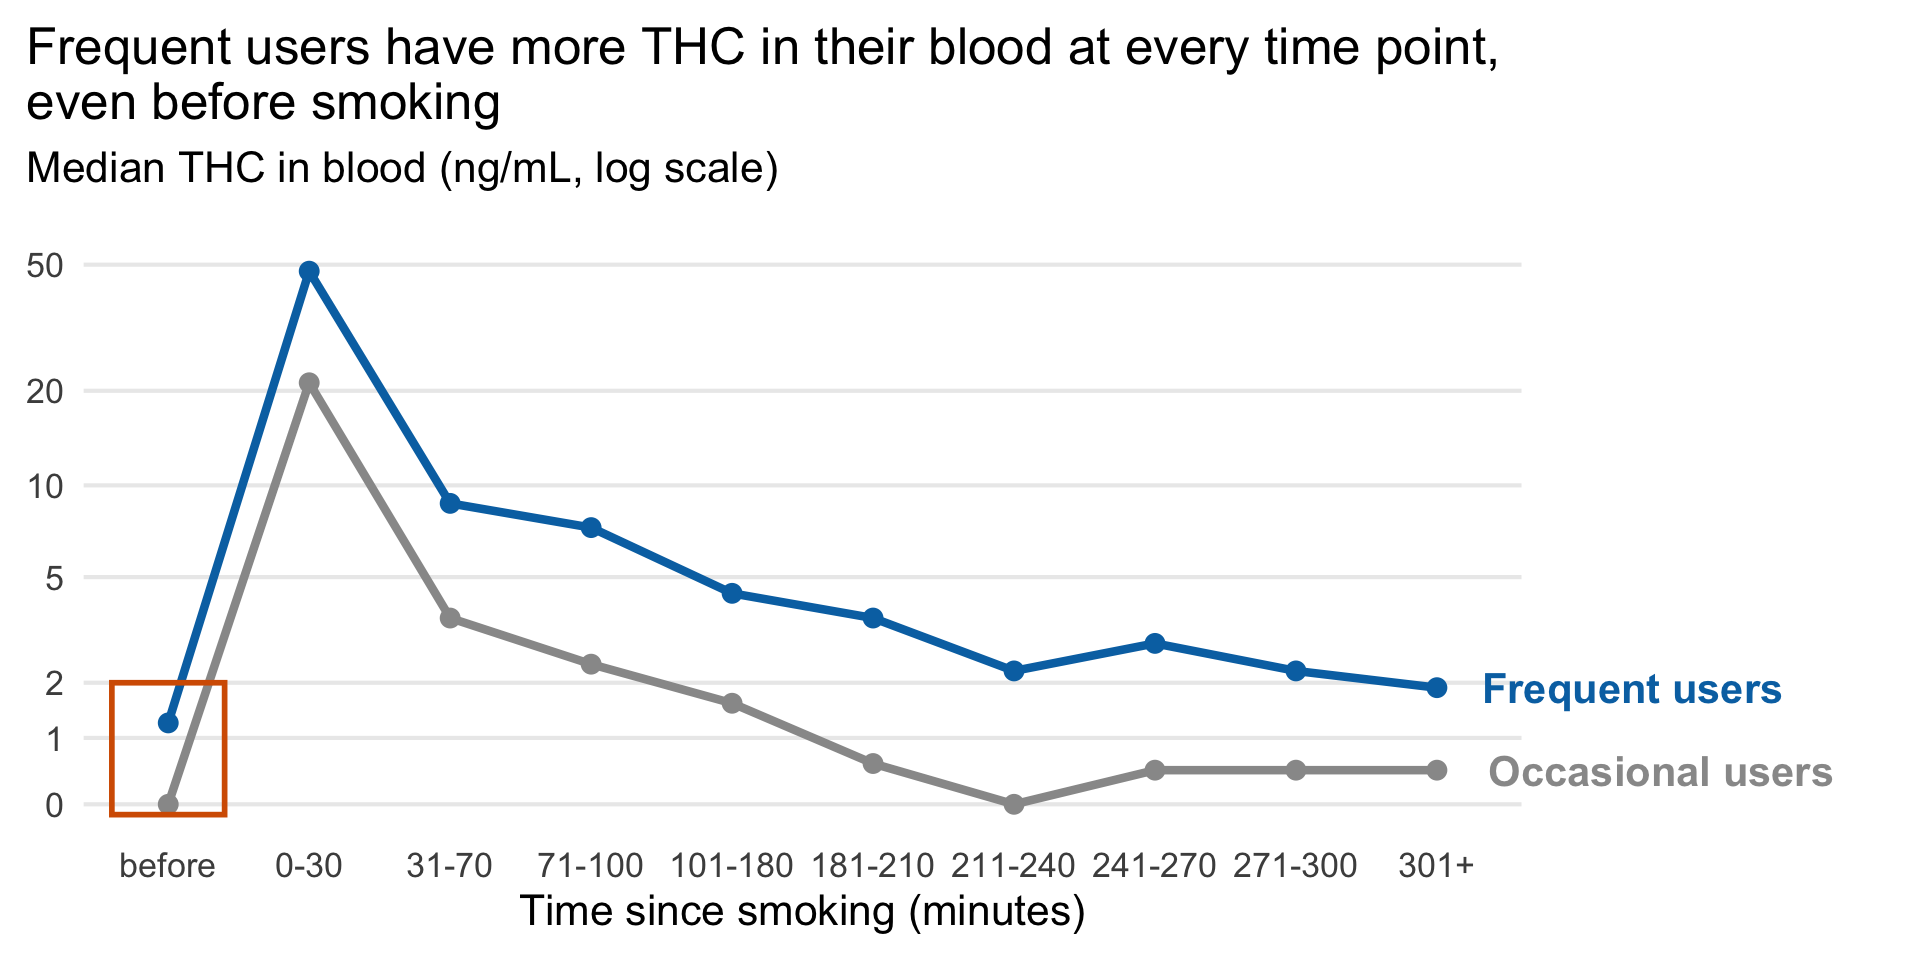 Frequent users have more THC in their blood at every time point,
even before smoking
Median THC in blood (ng/mL, log scale)
50
20
10
5
2
1
0
Frequent users
Occasional users
before 0-30 31-70 71-100 101-180 181-210 211-240 241-270 271-300 301+
Time since smoking (minutes)